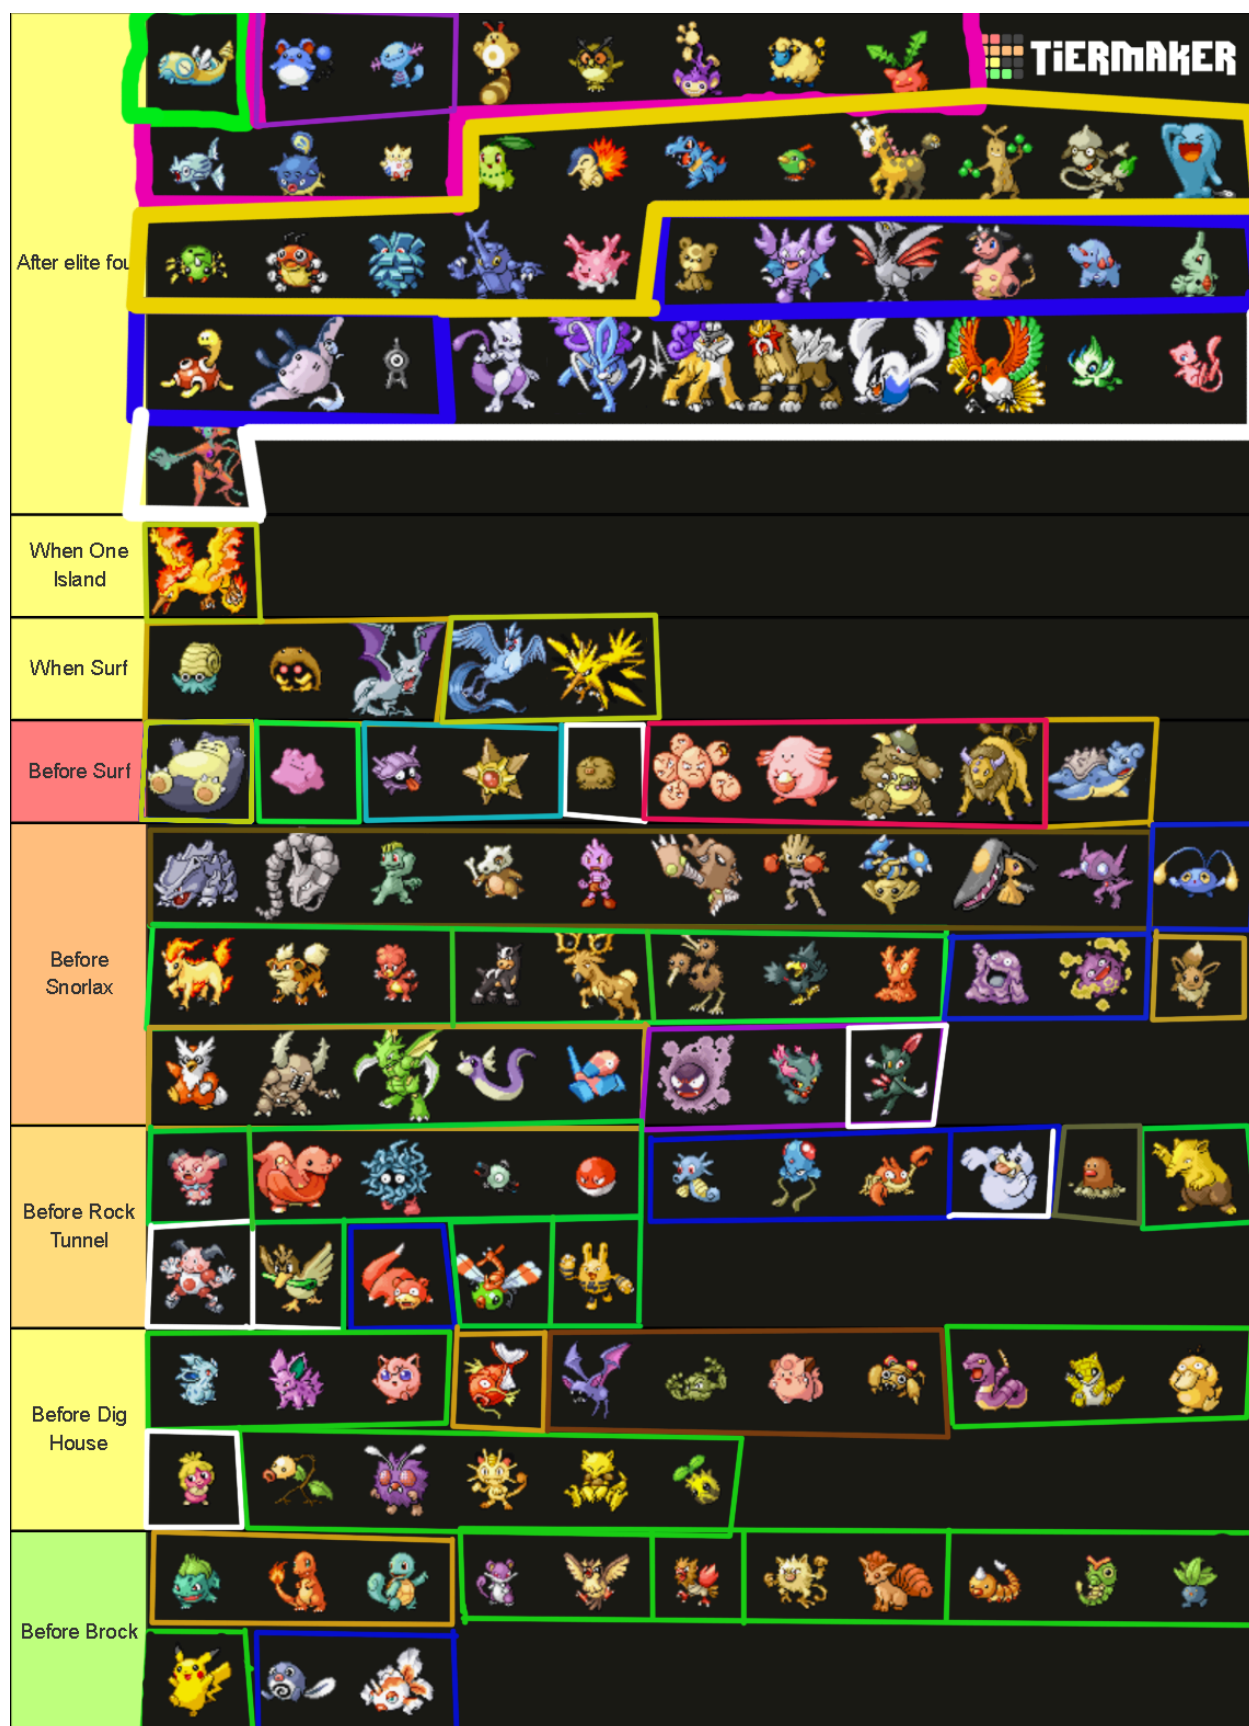 TiERMAKER
After elite fou
When One
Island
When Surf
Before Surf
Before
Snorlax
Before Rock
Tunnel
Before Dig
House
Before Brock